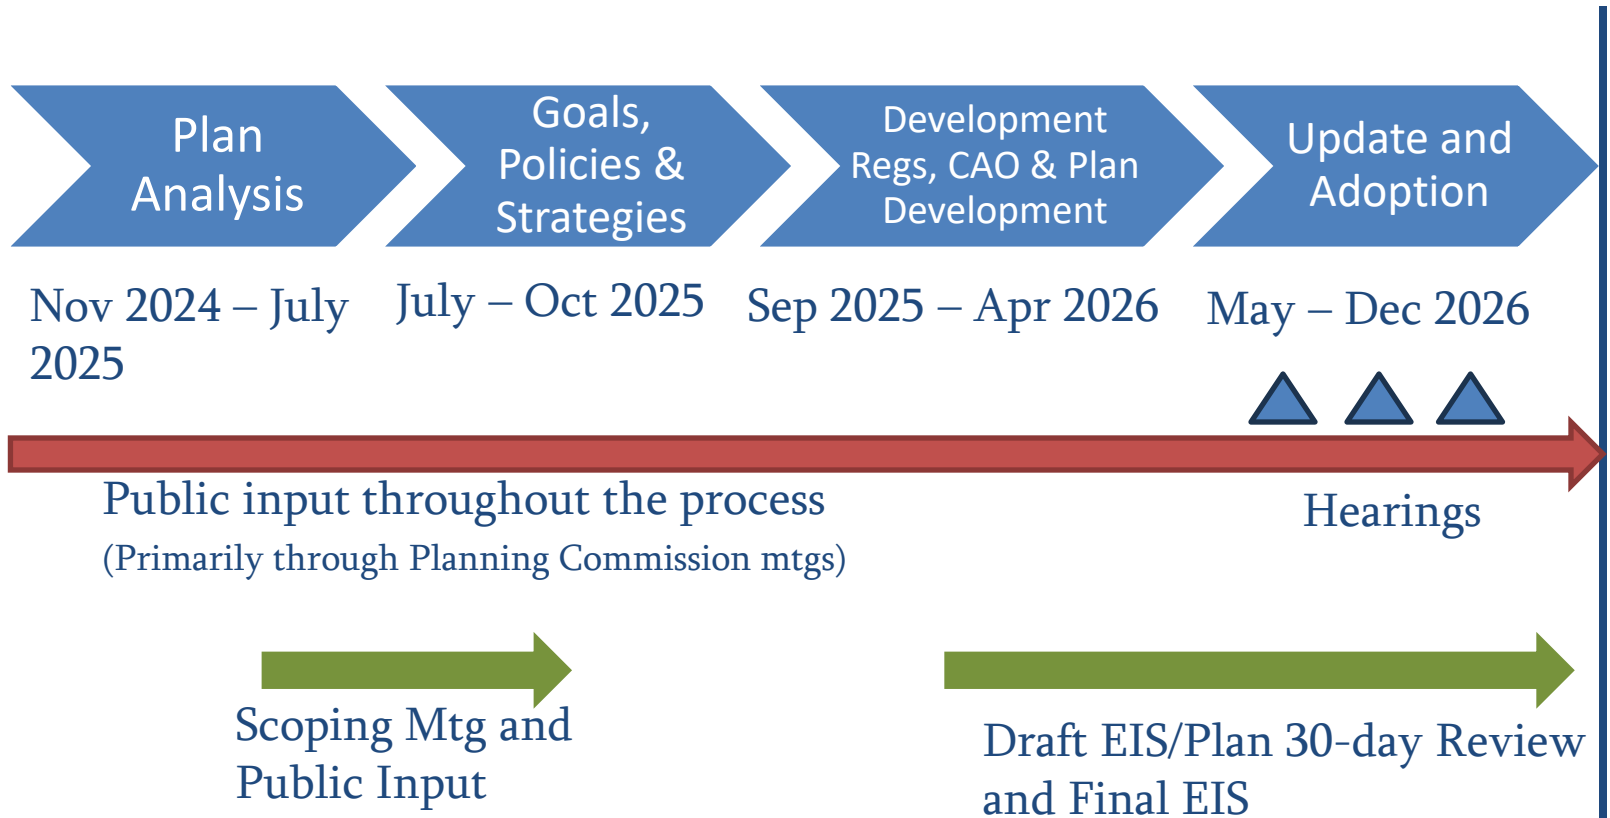 Plan
Analysis
Goals,
Policies &
Strategies
Development
Regs, CAO & Plan
Development
Update and
Adoption
Nov 2024 – July
2025
July – Oct 2025
Sep 2025 – Apr 2026
May – Dec 2026
Public input throughout the process
(Primarily through Planning Commission mtgs)
Hearings
Scoping Mtg and
Public Input
Draft EIS/Plan 30-day Review
and Final EIS